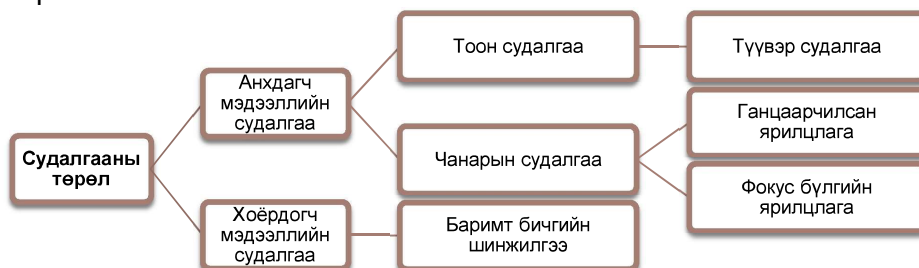 Судалгааны
төрөл
Анхдагч
мэдээллийн
судалгаа
Тоон судалгаа
Түүвэр судалгаа
Чанарын судалгаа
Ганцаарчилсан
ярилцлага
Фокус бүлгийн
ярилцлага
Хоёрдогч
мэдээллийн
судалгаа
Баримт бичгийн
шинжилгээ